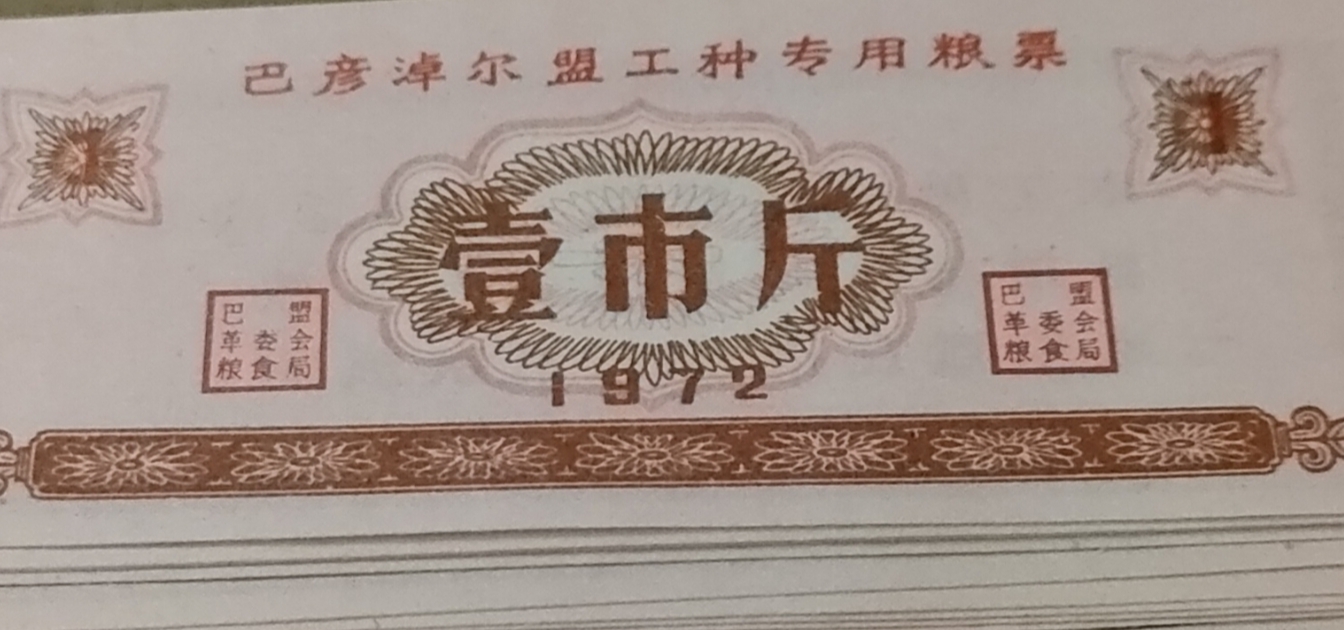 巴彦淖尔盟工种专用粮票
1
1
壹市斤
巴 盟
革委会
粮食局
巴 盟
革委会
粮食局
1972